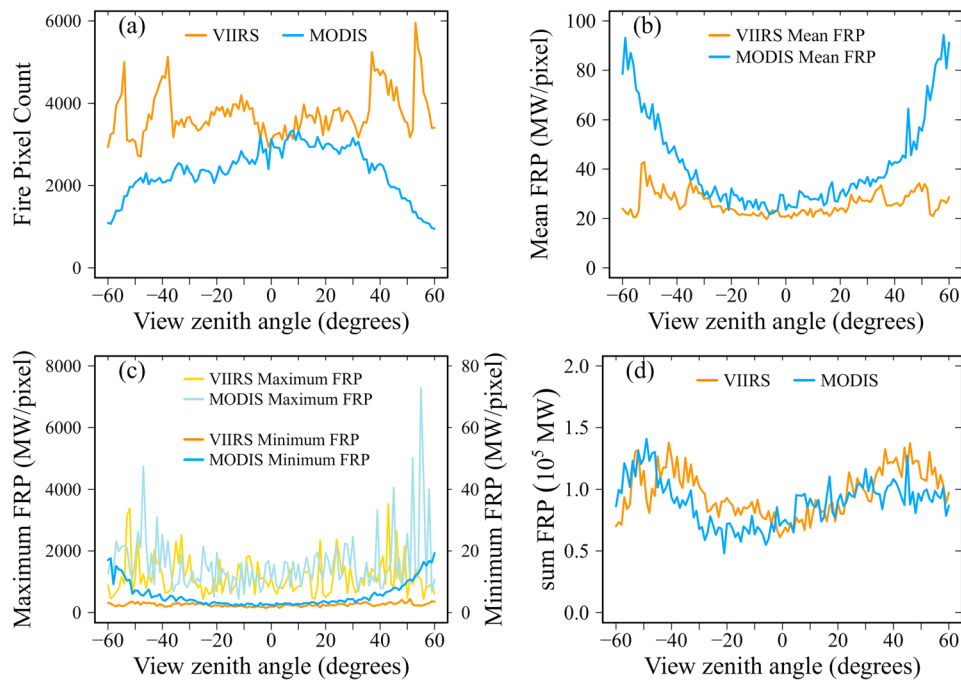 (a)
VIIRS MODIS
Fire Pixel Count
6000
4000
2000
0
−60 −40 −20 0 20 40 60
View zenith angle (degrees)
(b)
VIIRS Mean FRP
MODIS Mean FRP
Mean FRP (MW/pixel)
100
80
60
40
20
0
−60 −40 −20 0 20 40 60
View zenith angle (degrees)
(c)
VIIRS Maximum FRP
MODIS Maximum FRP
VIIRS Minimum FRP
MODIS Minimum FRP
Maximum FRP (MW/pixel)
8000
6000
4000
2000
0
Minimum FRP (MW/pixel)
80
60
40
20
0
−60 −40 −20 0 20 40 60
View zenith angle (degrees)
(d)
VIIRS MODIS
sum FRP (10⁵ MW)
2.0
1.5
1.0
0.5
0.0
−60 −40 −20 0 20 40 60
View zenith angle (degrees)